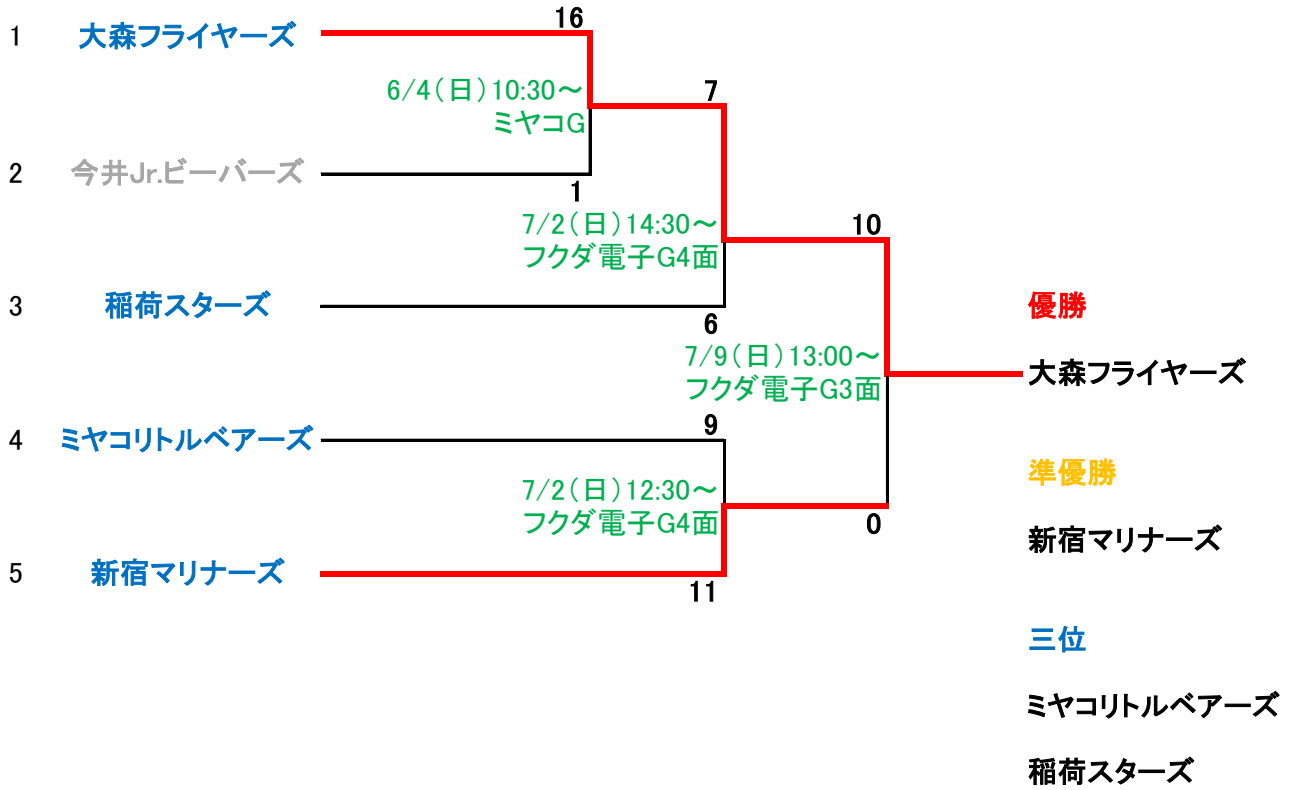 16
1 大森フライヤーズ
6/4(日)10:30～
ミヤコG
7
2 今井Jr.ビーバーズ
1
7/2(日)14:30～
フクダ電子G4面
10
3 稲荷スターズ
6
優勝
7/9(日)13:00～
フクダ電子G3面
大森フライヤーズ
9
4 ミヤコリトルベアーズ
準優勝
7/2(日)12:30～
フクダ電子G4面
0
新宿マリナーズ
5 新宿マリナーズ
11
三位
ミヤコリトルベアーズ
稲荷スターズ